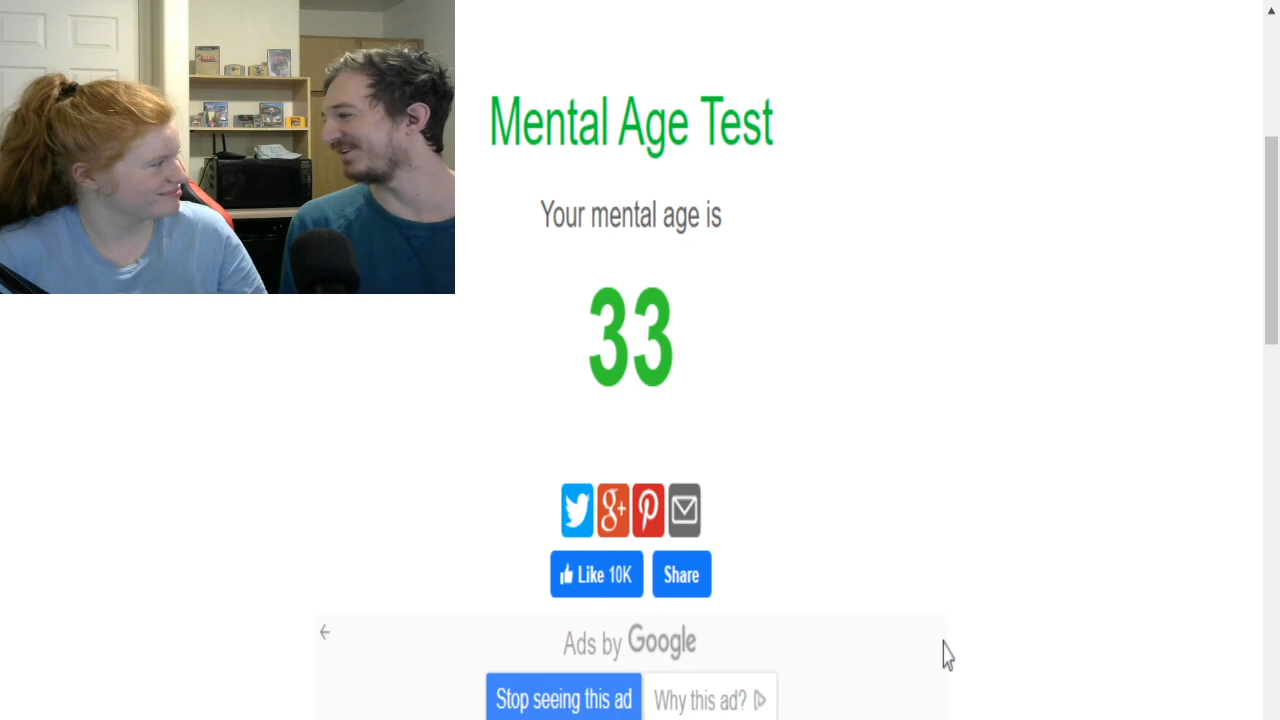 Mental Age Test
Your mental age is
33
g+
Like 10K
Share
Ads by Google
Stop seeing this ad
Why this ad?